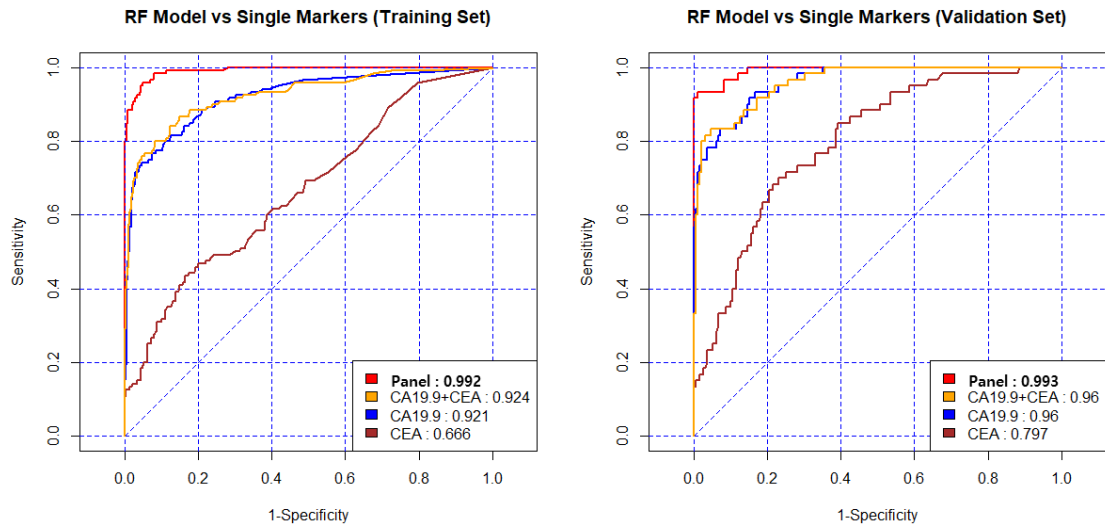 RF Model vs Single Markers (Training Set)
Sensitivity
1.0
0.8
0.6
0.4
0.2
0.0
Panel : 0.992
CA19.9+CEA : 0.924
CA19.9 : 0.921
CEA : 0.666
0.0 0.2 0.4 0.6 0.8 1.0
1-Specificity
RF Model vs Single Markers (Validation Set)
Sensitivity
1.0
0.8
0.6
0.4
0.2
0.0
Panel : 0.993
CA19.9+CEA : 0.96
CA19.9 : 0.96
CEA : 0.797
0.0 0.2 0.4 0.6 0.8 1.0
1-Specificity